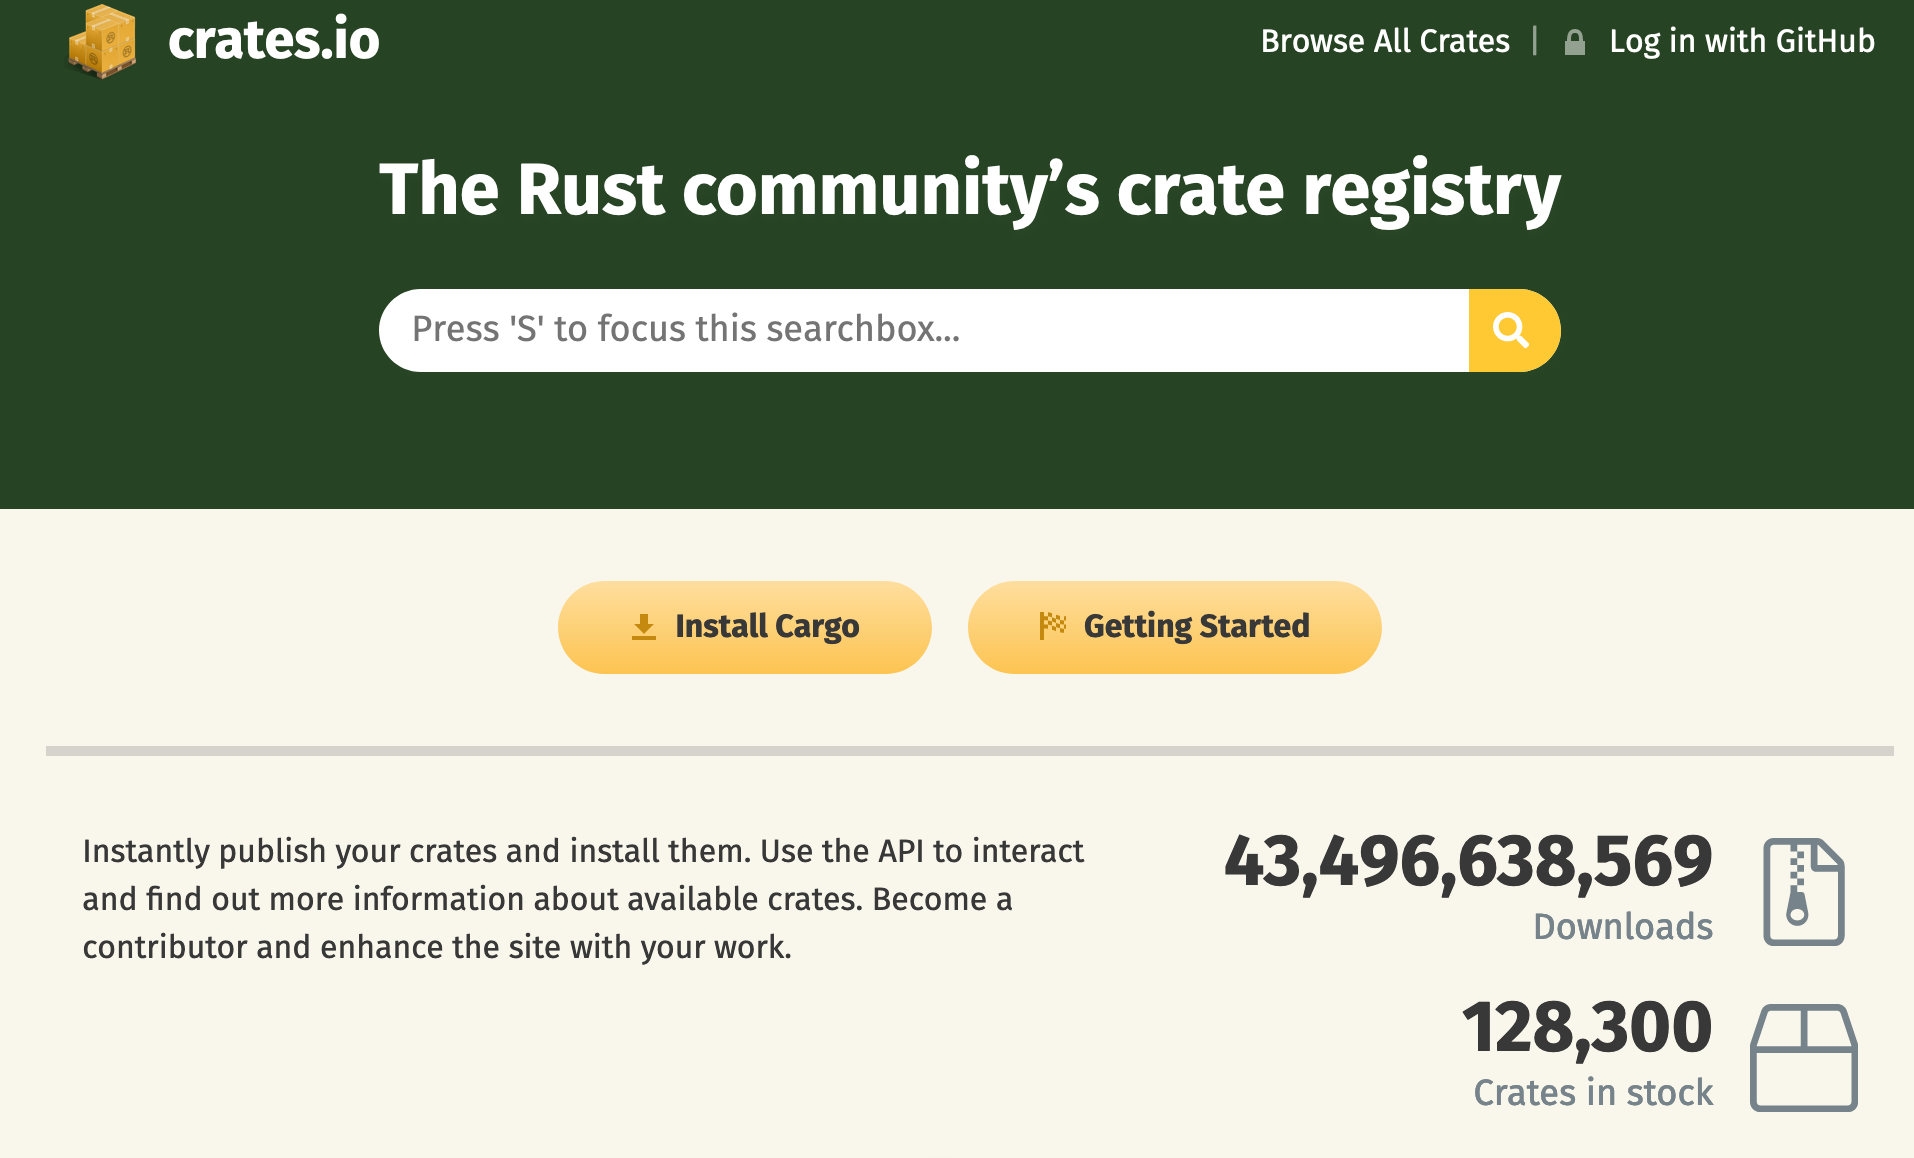 crates.io
Browse All Crates | Log in with GitHub
The Rust community’s crate registry
Press 'S' to focus this searchbox...
Install Cargo
Getting Started
Instantly publish your crates and install them. Use the API to interact
and find out more information about available crates. Become a
contributor and enhance the site with your work.
43,496,638,569
Downloads
128,300
Crates in stock